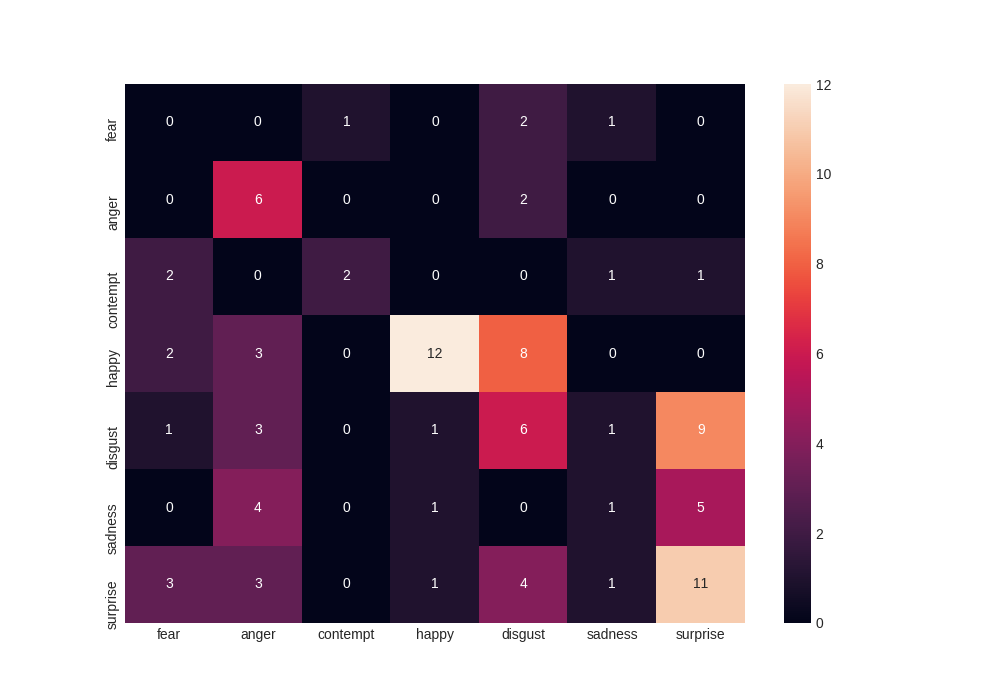 fear 0 0 1 0 2 1 0
anger 0 6 0 0 2 0 0
contempt 2 0 2 0 0 1 1
happy 2 3 0 12 8 0 0
disgust 1 3 0 1 6 1 9
sadness 0 4 0 1 0 1 5
surprise 3 3 0 1 4 1 11
fear anger contempt happy disgust sadness surprise
12
10
8
6
4
2
0